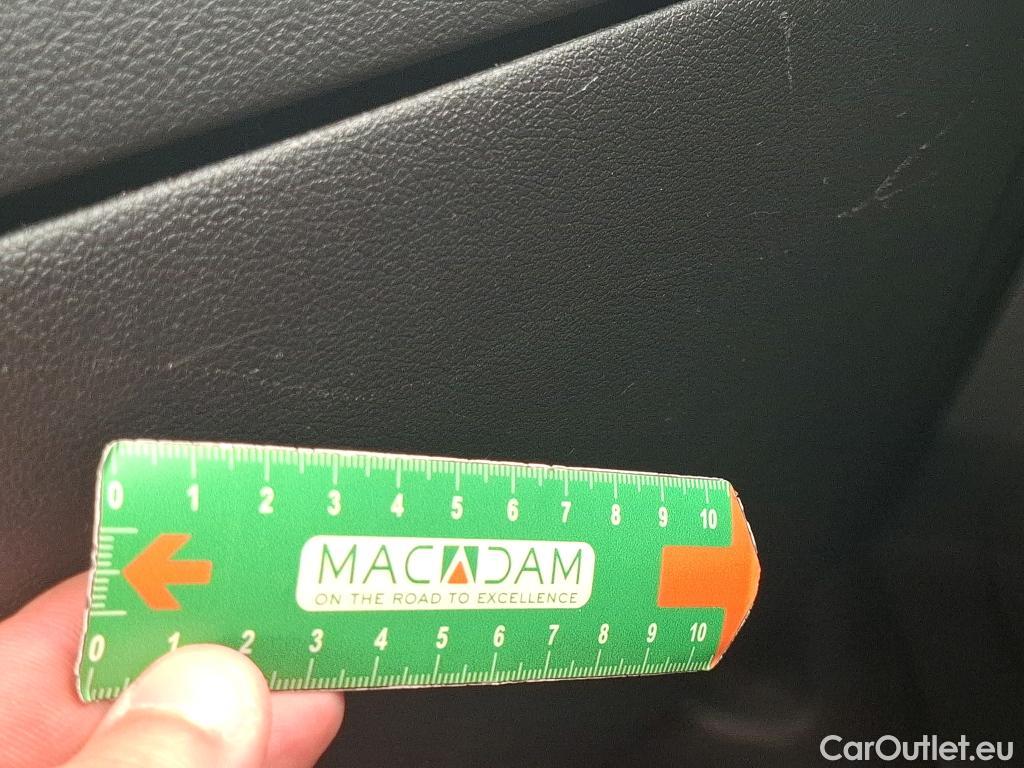 0 1 2 3 4 5 6 7 8 9 10
MACADAM
ON THE ROAD TO EXCELLENCE
0 1 2 3 4 5 6 7 8 9 10
CarOutlet.eu